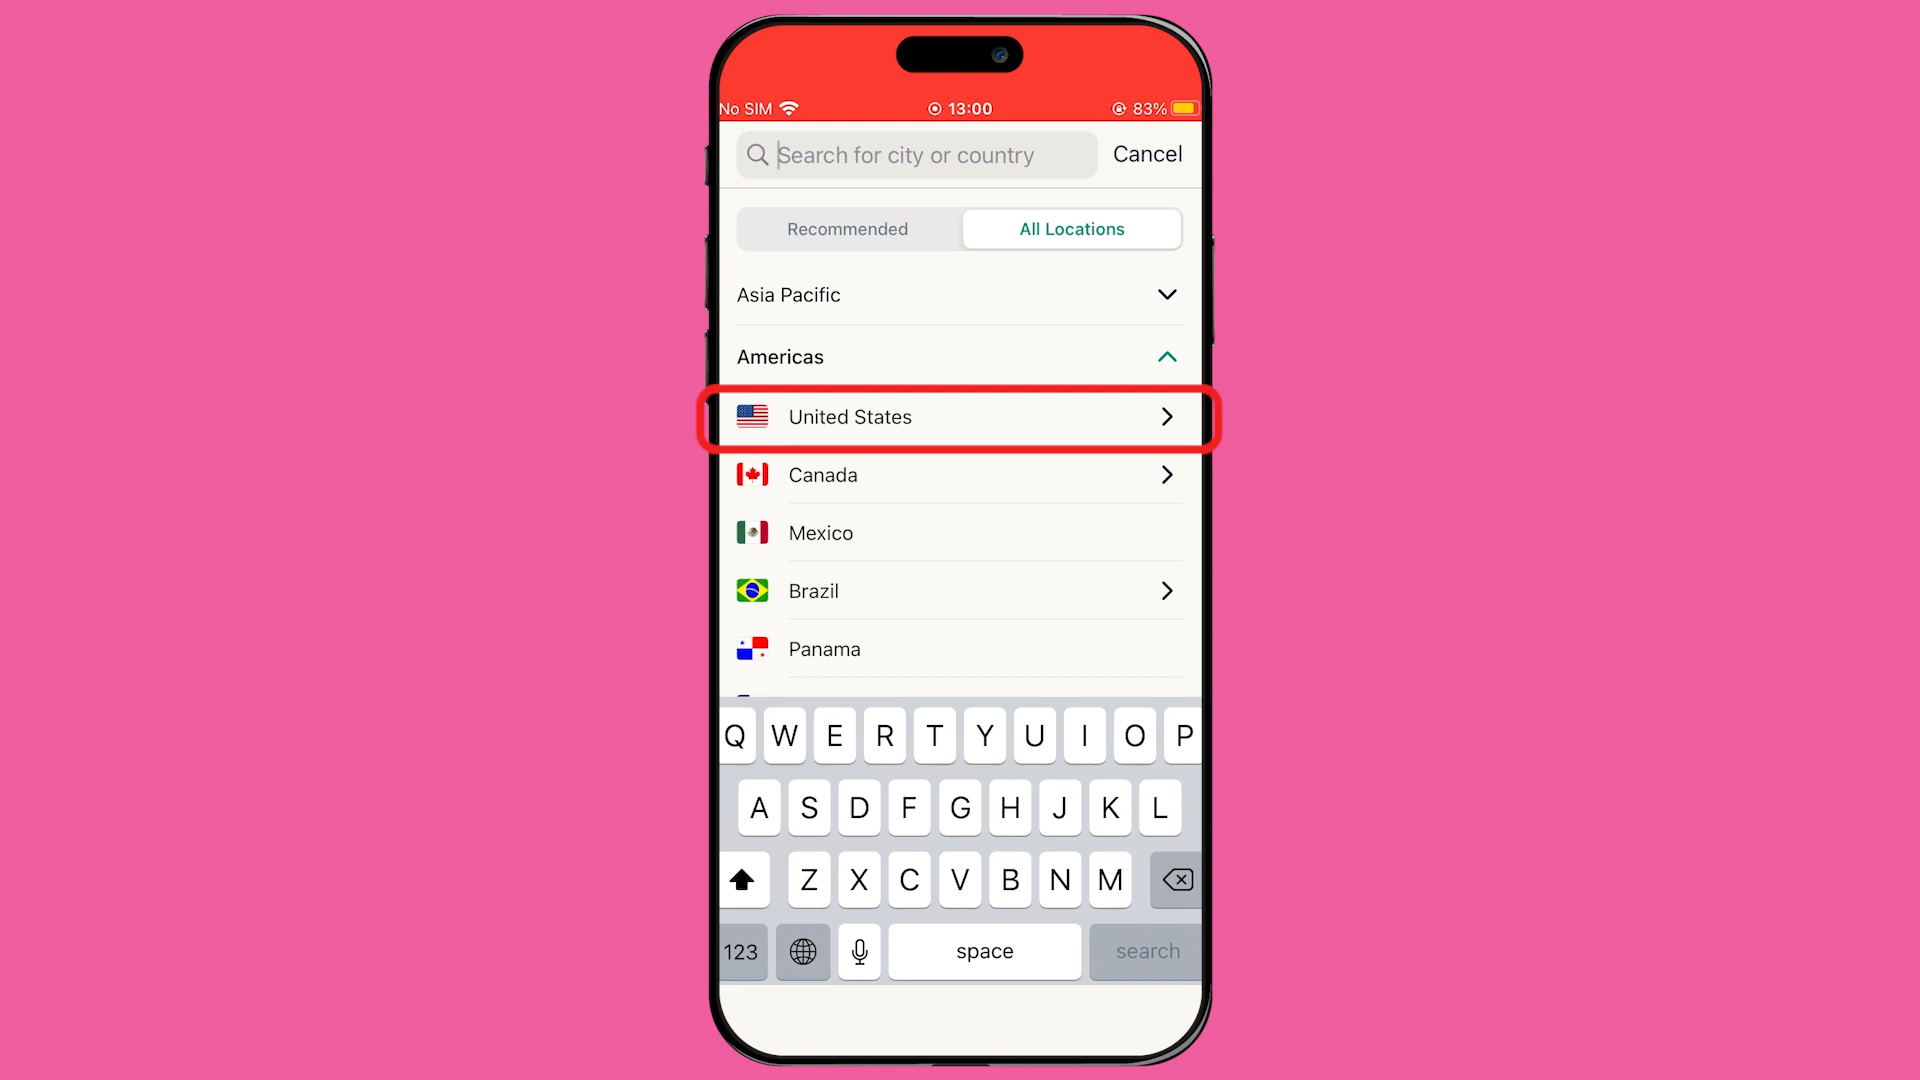 No SIM 13:00 83%
Search for city or country Cancel
Recommended All Locations
Asia Pacific
Americas
United States
Canada
Mexico
Brazil
Panama
Q W E R T Y U I O P
A S D F G H J K L
Z X C V B N M
123 space search